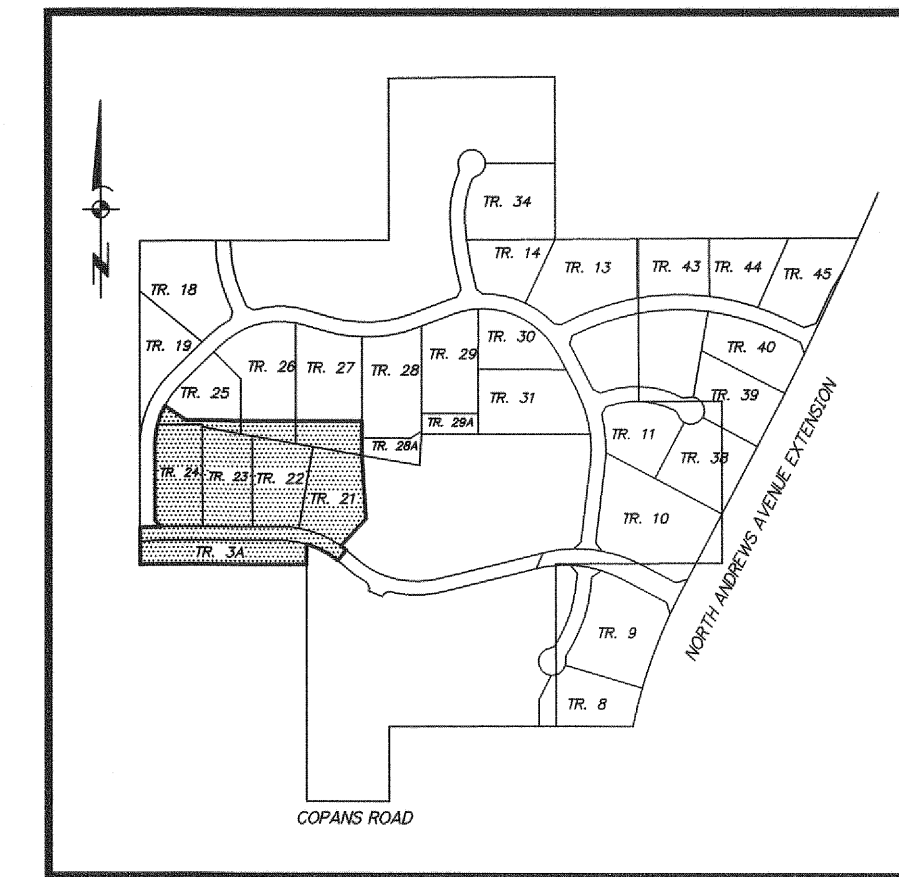 TR. 34
TR. 14
TR. 13
TR. 43
TR. 44
TR. 45
TR. 18
TR. 19
TR. 25
TR. 26
TR. 27
TR. 28
TR. 29
TR. 30
TR. 40
TR. 31
TR. 39
TR. 29A
TR. 28A
TR. 11
TR. 38
TR. 24
TR. 23
TR. 22
TR. 21
TR. 10
TR. 3A
NORTH ANDREWS AVENUE EXTENSION
TR. 9
TR. 8
COPANS ROAD
N